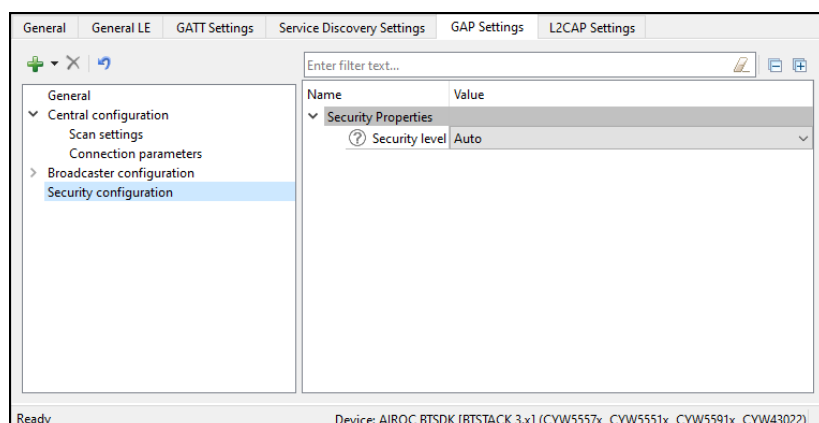 General General LE GATT Settings Service Discovery Settings GAP Settings L2CAP Settings
Enter filter text...
General
Central configuration
Scan settings
Connection parameters
Broadcaster configuration
Security configuration
Name Value
Security Properties
Security level Auto
Ready Device: AIROC BTSDK [BTSTACK 3.x] (CYW5557x, CYW5551x, CYW5591x, CYW43022)